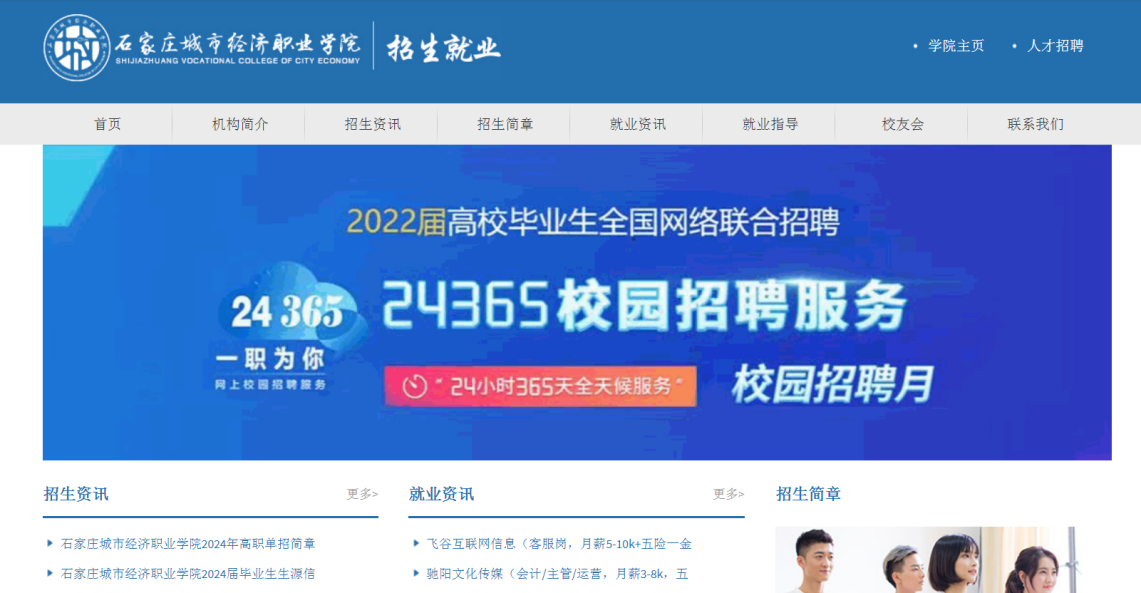 石家庄城市经济职业学院
SHIJIAZHUANG VOCATIONAL COLLEGE OF CITY ECONOMY
招生就业
• 学院主页 • 人才招聘
首页 机构简介 招生资讯 招生简章 就业资讯 就业指导 校友会 联系我们
2022届高校毕业生全国网络联合招聘
24 365
一职为你
网上校园招聘服务
24365校园招聘服务
“24小时365天全天候服务”
校园招聘月
招生资讯 更多>
石家庄城市经济职业学院2024年高职单招简章
石家庄城市经济职业学院2024届毕业生生源信
就业资讯 更多>
飞谷互联网信息（客服岗，月薪5-10k+五险一金
驰阳文化传媒（会计/主管/运营，月薪3-8k，五
招生简章